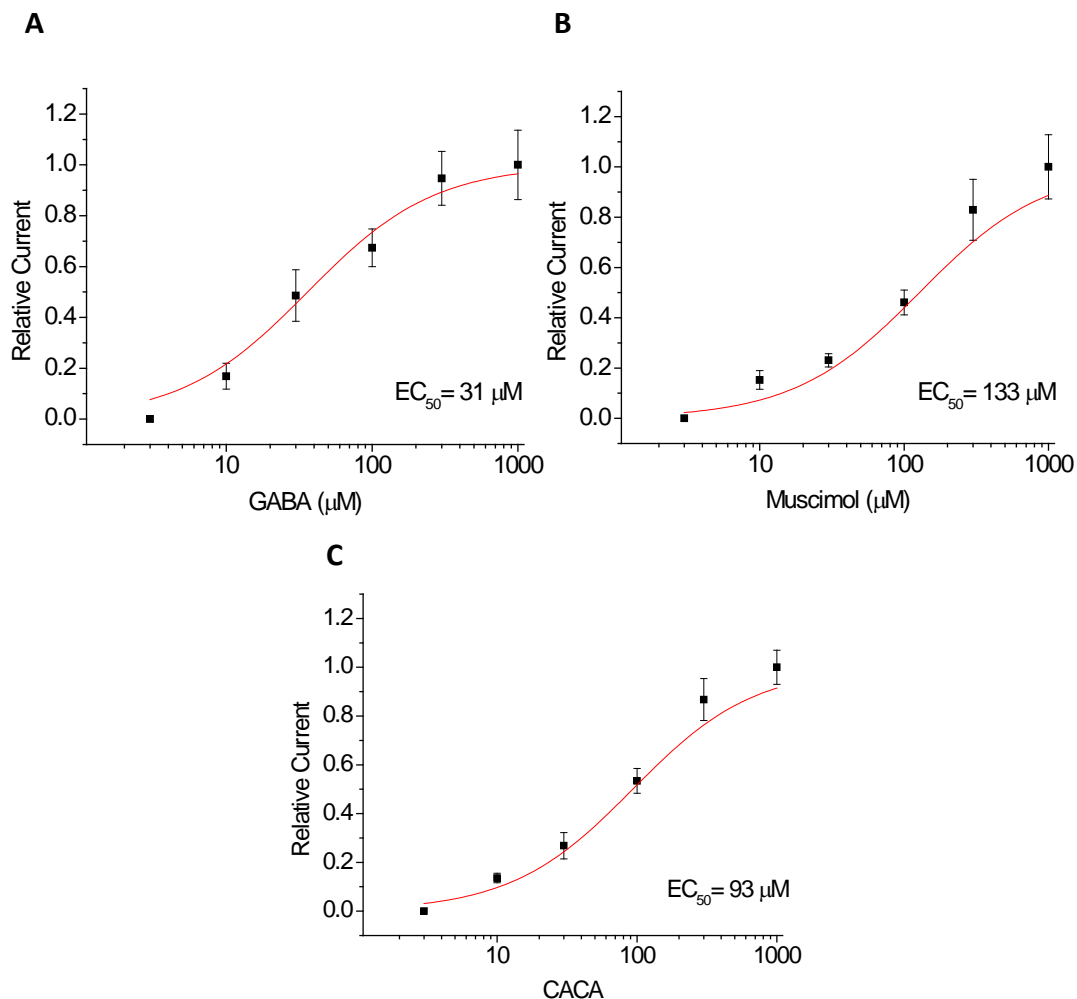 A
Relative Current
1.2
1.0
0.8
0.6
0.4
0.2
0.0
EC₅₀= 31 μM
10
100
1000
GABA (μM)
B
Relative Current
1.2
1.0
0.8
0.6
0.4
0.2
0.0
EC₅₀= 133 μM
10
100
1000
Muscimol (μM)
C
Relative Current
1.2
1.0
0.8
0.6
0.4
0.2
0.0
EC₅₀= 93 μM
10
100
1000
CACA